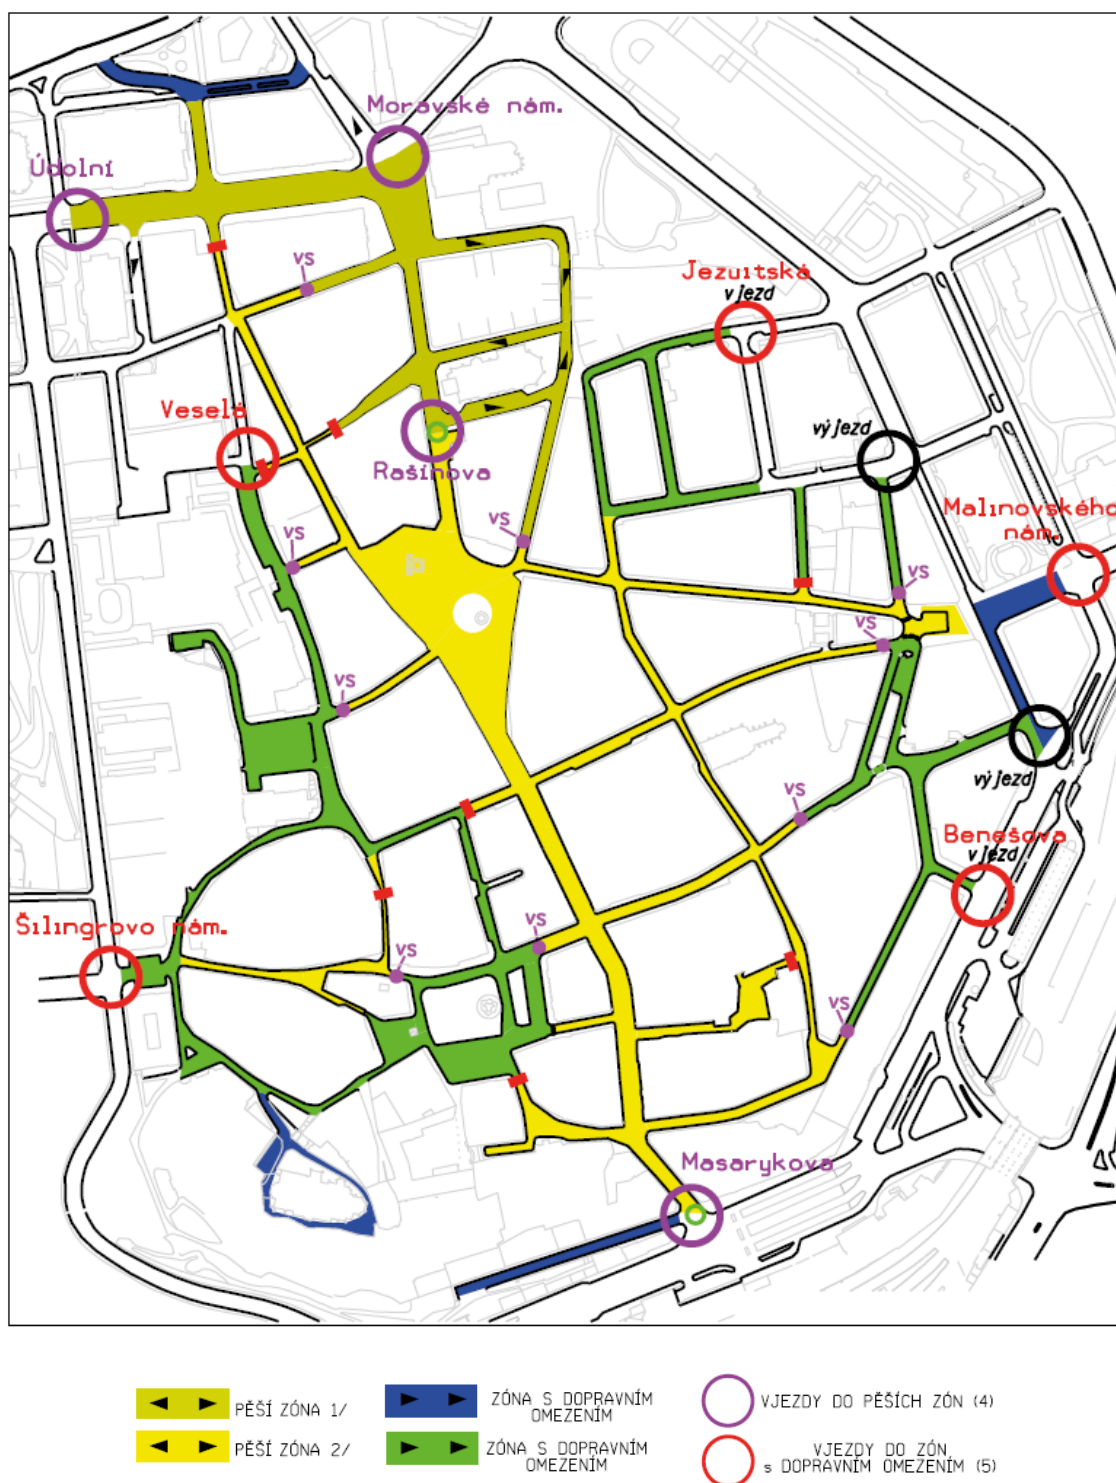 Moravské nám.
Údolní
vs
Jezuitská
vjezd
Veselá
Rašínova
výjezd
Malinovského
nám.
vs
vs
vs
vs
vs
výjezd
vs
Benešova
vjezd
Šilingrovo nám.
vs
vs
vs
Masarykova
PĚŠÍ ZÓNA 1/
ZÓNA S DOPRAVNÍM
OMEZENÍM
VJEZDY DO PĚŠÍCH ZÓN (4)
PĚŠÍ ZÓNA 2/
ZÓNA S DOPRAVNÍM
OMEZENÍM
VJEZDY DO ZÓN
s DOPRAVNÍM OMEZENÍM (5)